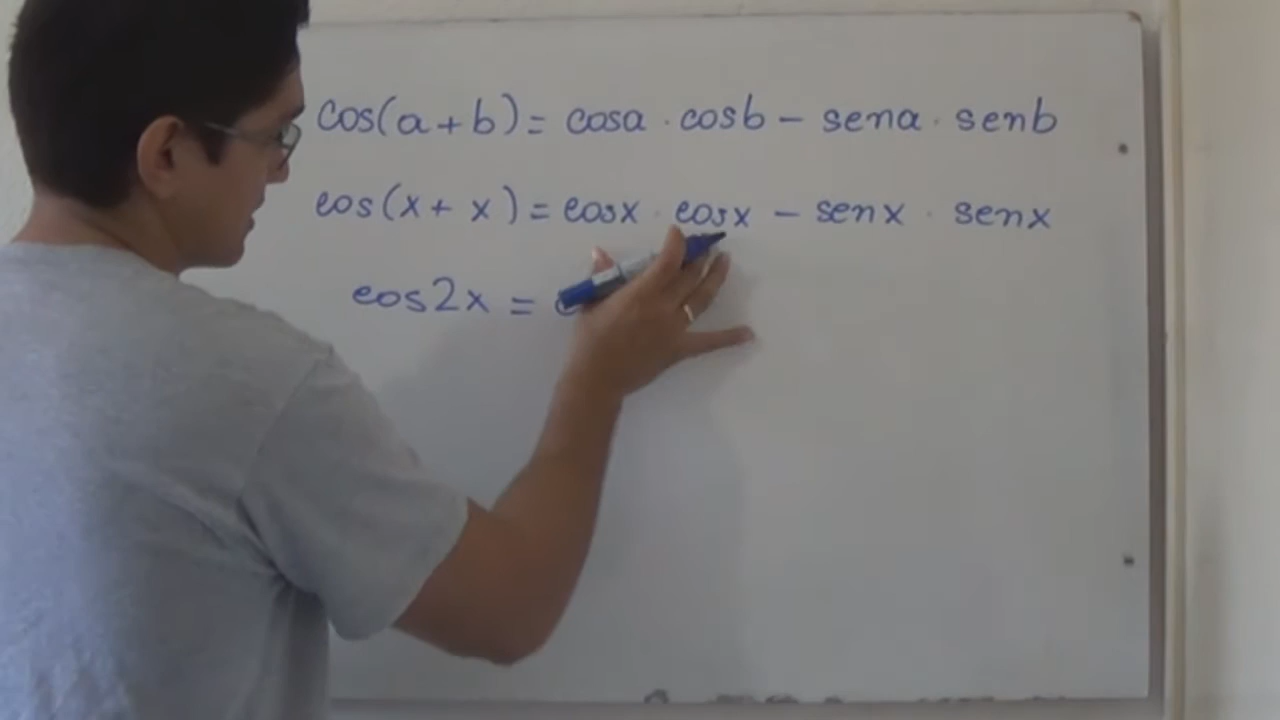 cos(a+b)= cosa · cosb - sena · senb
cos(x+x)= cosx · cosx - senx · senx
cos2x =